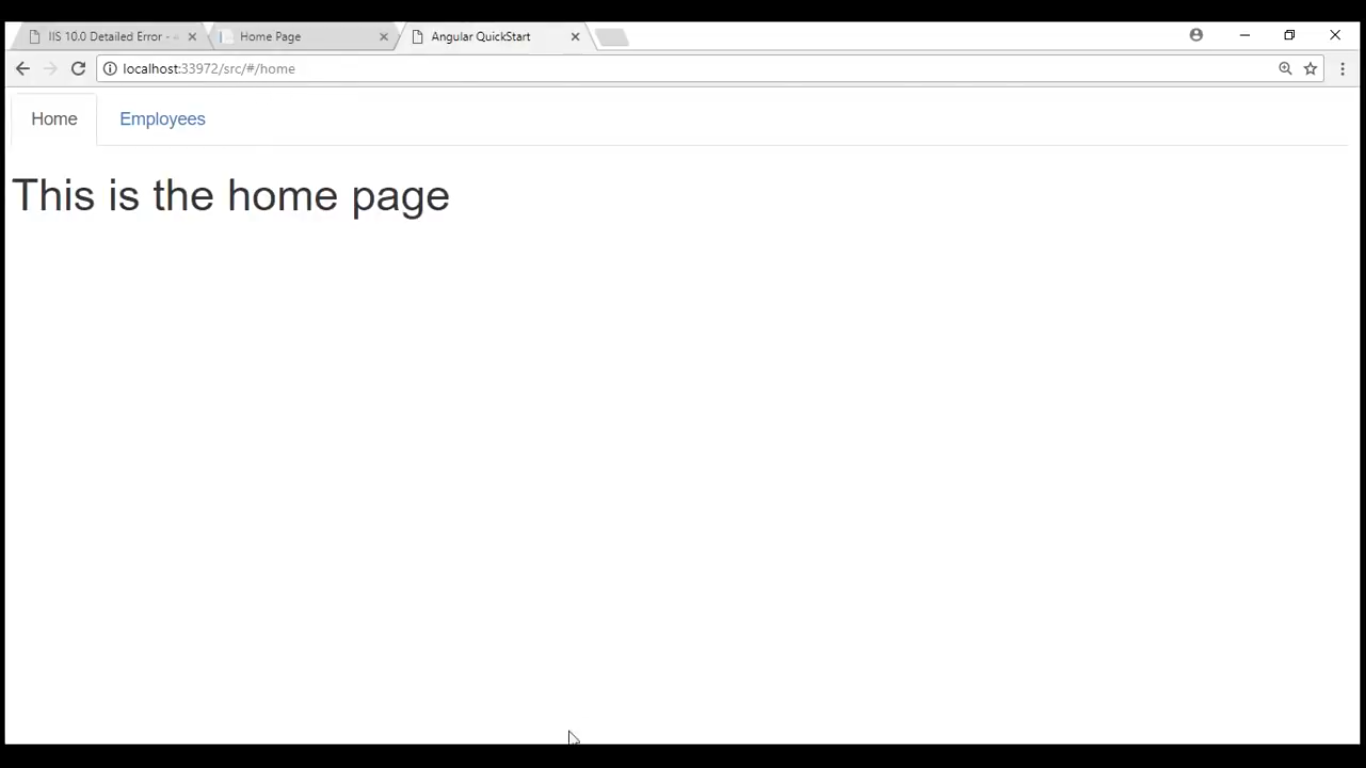 IIS 10.0 Detailed Error -
Home Page
Angular QuickStart
localhost:33972/src/#/home
Home
Employees
This is the home page